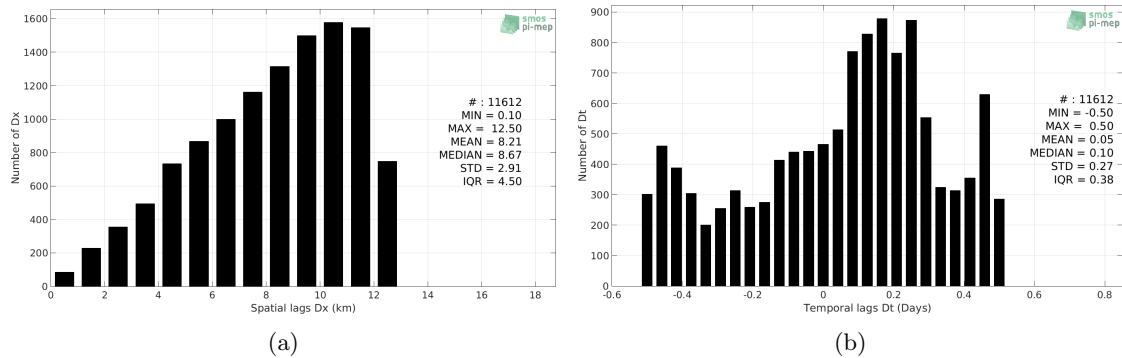 1600
1400
1200
1000
800
600
400
200
0
Number of Dx
smos
pi-mep
# : 11612
MIN = 0.10
MAX = 12.50
MEAN = 8.21
MEDIAN = 8.67
STD = 2.91
IQR = 4.50
0 2 4 6 8 10 12 14 16 18
Spatial lags Dx (km)
(a)
900
800
700
600
500
400
300
200
100
0
Number of Dt
smos
pi-mep
# : 11612
MIN = -0.50
MAX = 0.50
MEAN = 0.05
MEDIAN = 0.10
STD = 0.27
IQR = 0.38
-0.6 -0.4 -0.2 0 0.2 0.4 0.6 0.8
Temporal lags Dt (Days)
(b)